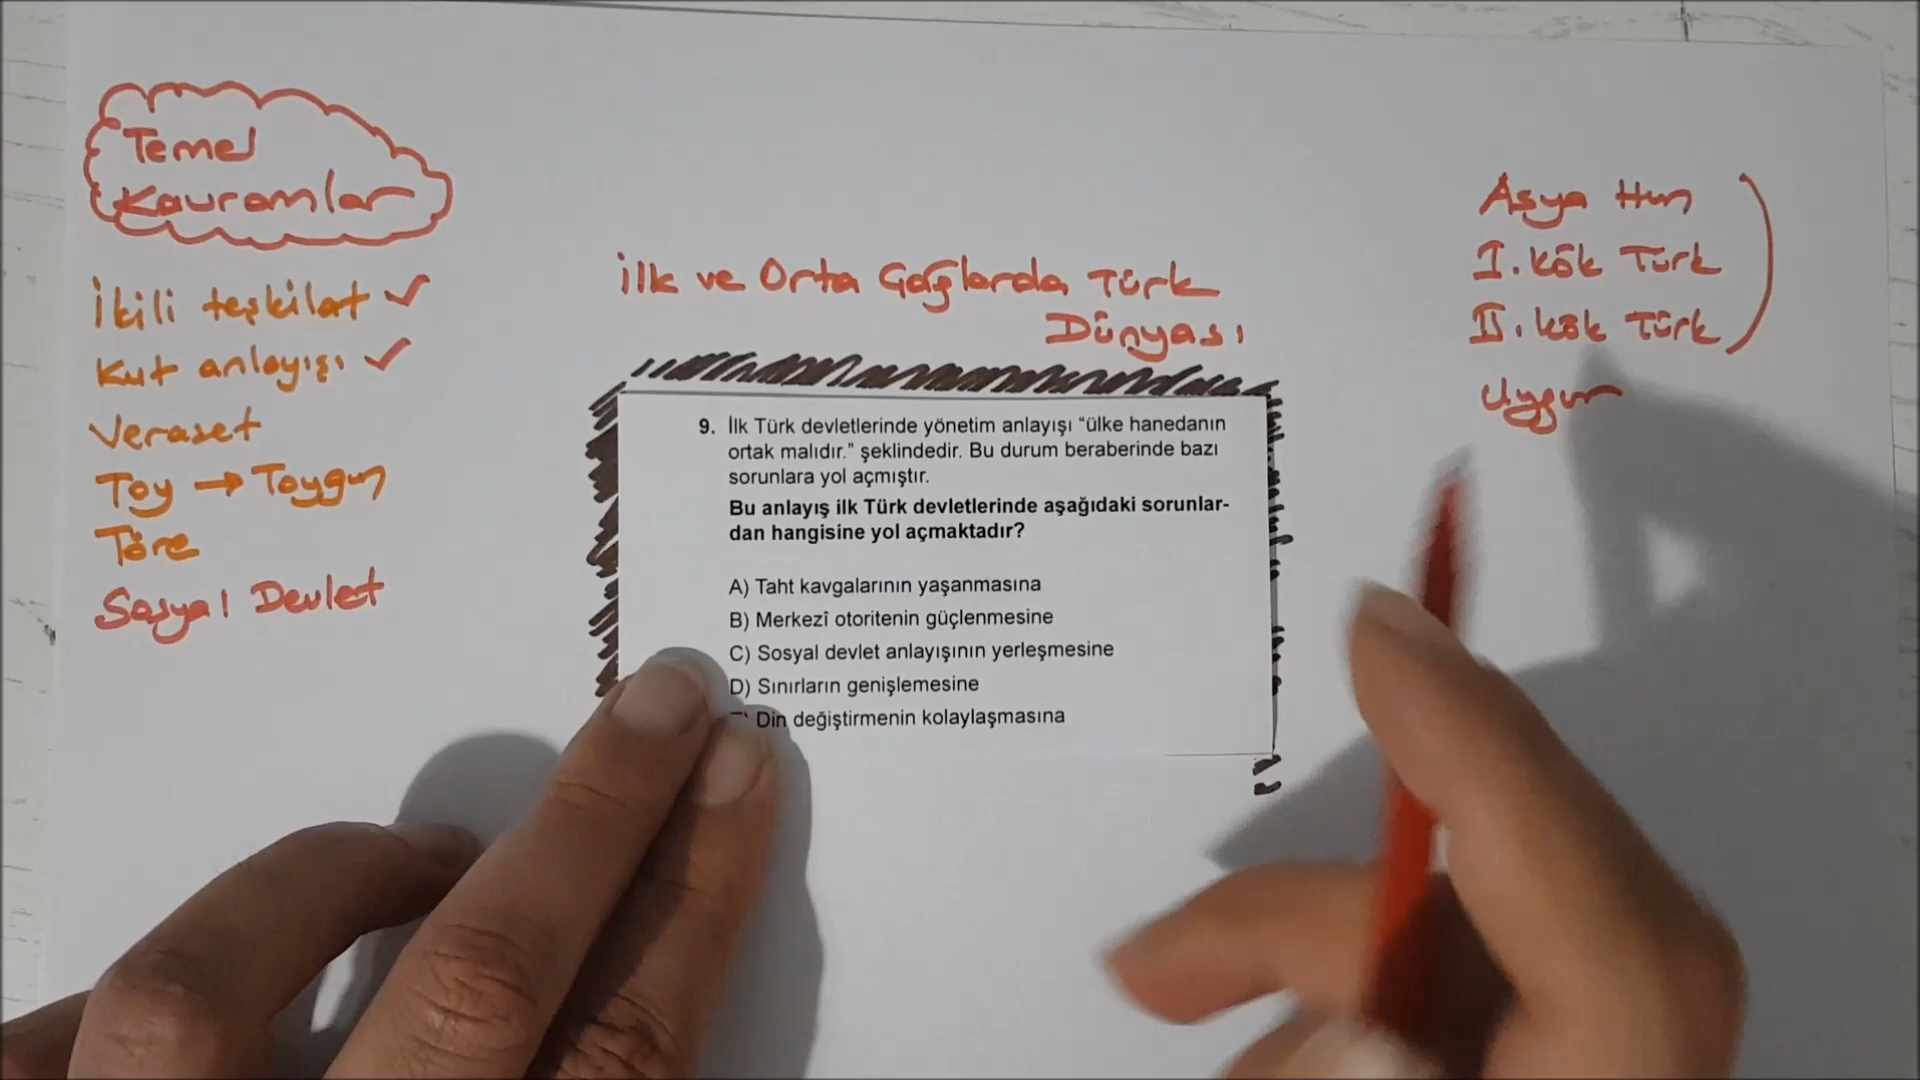 Temel
Kavramlar
İkili teşkilat ✓
Kut anlayışı ✓
Veraset
Toy → Toygun
Töre
Sosyal Devlet
İlk ve Orta Çağlarda Türk
Dünyası
9. İlk Türk devletlerinde yönetim anlayışı “ülke hanedanın
ortak malıdır.” şeklindedir. Bu durum beraberinde bazı
sorunlara yol açmıştır.
Bu anlayış ilk Türk devletlerinde aşağıdaki sorunlar-
dan hangisine yol açmaktadır?
A) Taht kavgalarının yaşanmasına
B) Merkezî otoritenin güçlenmesine
C) Sosyal devlet anlayışının yerleşmesine
D) Sınırların genişlemesine
Din değiştirmenin kolaylaşmasına
Asya Hun
I. Kök Türk
II. Kök Türk
Uygur